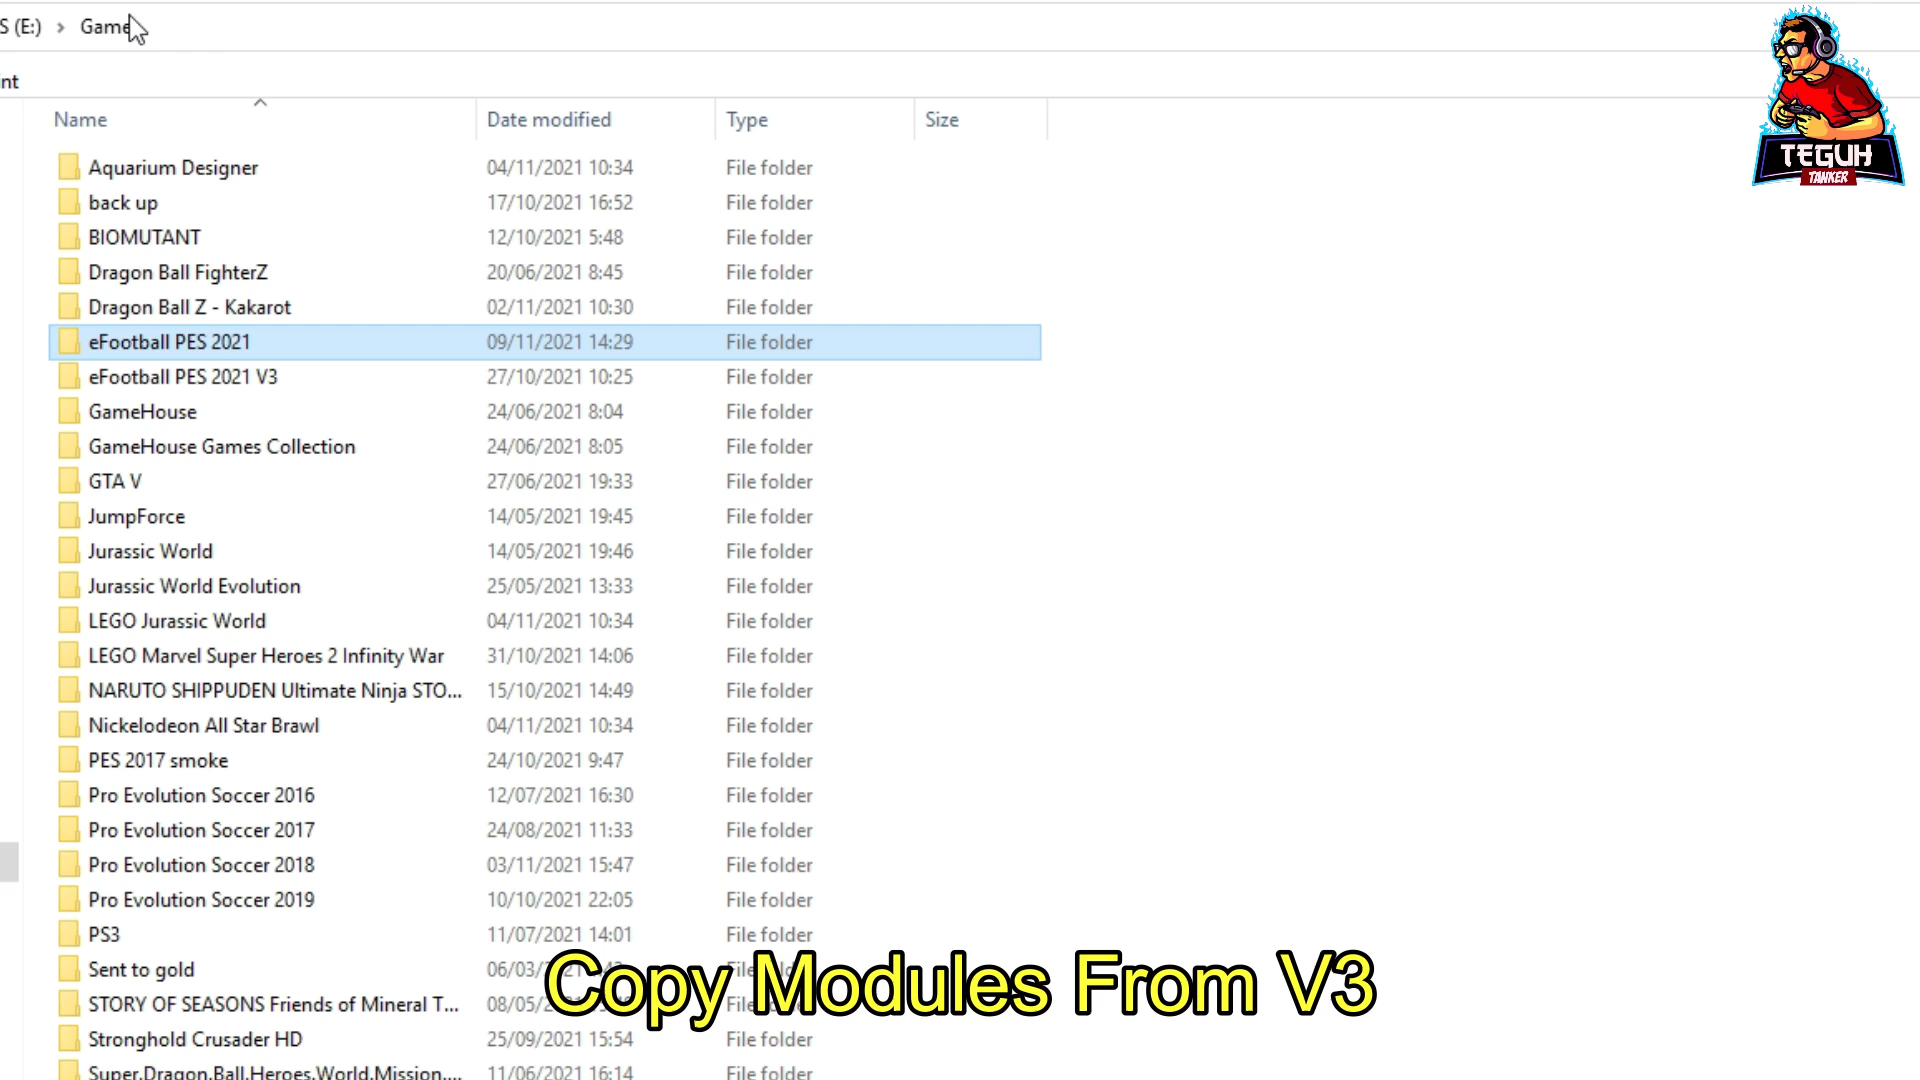 S (E:) > Game
int
Name Date modified Type Size
Aquarium Designer 04/11/2021 10:34 File folder
back up 17/10/2021 16:52 File folder
BIOMUTANT 12/10/2021 5:48 File folder
Dragon Ball FighterZ 20/06/2021 8:45 File folder
Dragon Ball Z - Kakarot 02/11/2021 10:30 File folder
eFootball PES 2021 09/11/2021 14:29 File folder
eFootball PES 2021 V3 27/10/2021 10:25 File folder
GameHouse 24/06/2021 8:04 File folder
GameHouse Games Collection 24/06/2021 8:05 File folder
GTA V 27/06/2021 19:33 File folder
JumpForce 14/05/2021 19:45 File folder
Jurassic World 14/05/2021 19:46 File folder
Jurassic World Evolution 25/05/2021 13:33 File folder
LEGO Jurassic World 04/11/2021 10:34 File folder
LEGO Marvel Super Heroes 2 Infinity War 31/10/2021 14:06 File folder
NARUTO SHIPPUDEN Ultimate Ninja STO... 15/10/2021 14:49 File folder
Nickelodeon All Star Brawl 04/11/2021 10:34 File folder
PES 2017 smoke 24/10/2021 9:47 File folder
Pro Evolution Soccer 2016 12/07/2021 16:30 File folder
Pro Evolution Soccer 2017 24/08/2021 11:33 File folder
Pro Evolution Soccer 2018 03/11/2021 15:47 File folder
Pro Evolution Soccer 2019 10/10/2021 22:05 File folder
PS3 11/07/2021 14:01 File folder
Sent to gold 06/03/
STORY OF SEASONS Friends of Mineral T... 08/05/
Stronghold Crusader HD 25/09/2021 15:54 File folder
Super.Dragon.Ball.Heroes.World.Mission.... 11/06/2021 16:14 File folder
Copy Modules From V3
TEGUH
TANKER